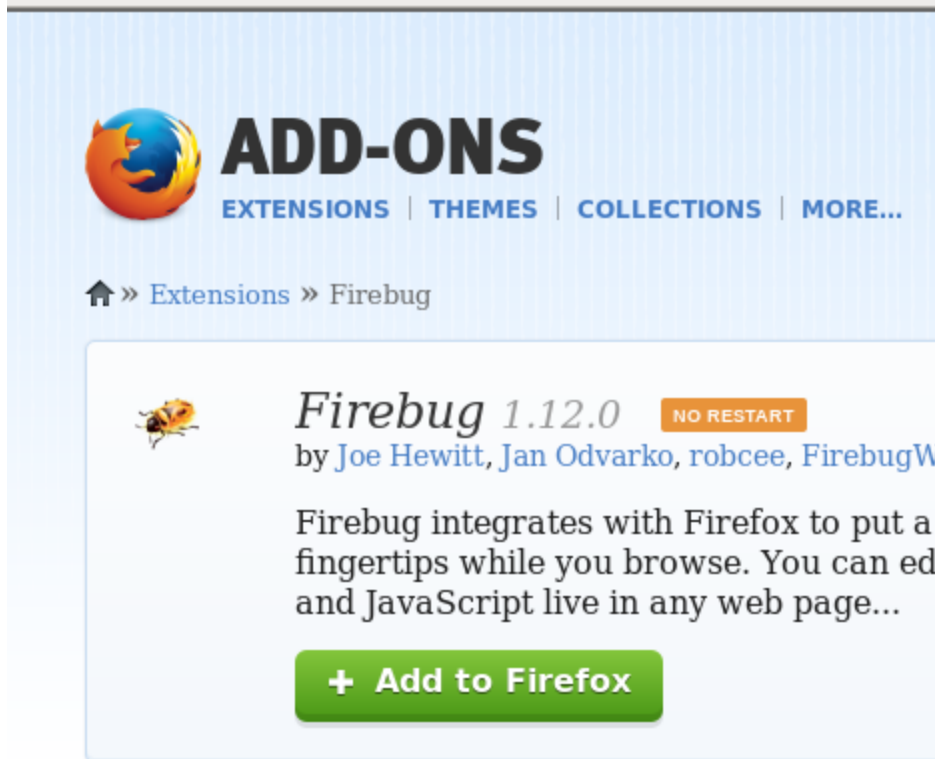 ADD-ONS
EXTENSIONS | THEMES | COLLECTIONS | MORE...
» Extensions » Firebug
Firebug 1.12.0 NO RESTART
by Joe Hewitt, Jan Odvarko, robcee, FirebugW
Firebug integrates with Firefox to put a
fingertips while you browse. You can ed
and JavaScript live in any web page...
+ Add to Firefox